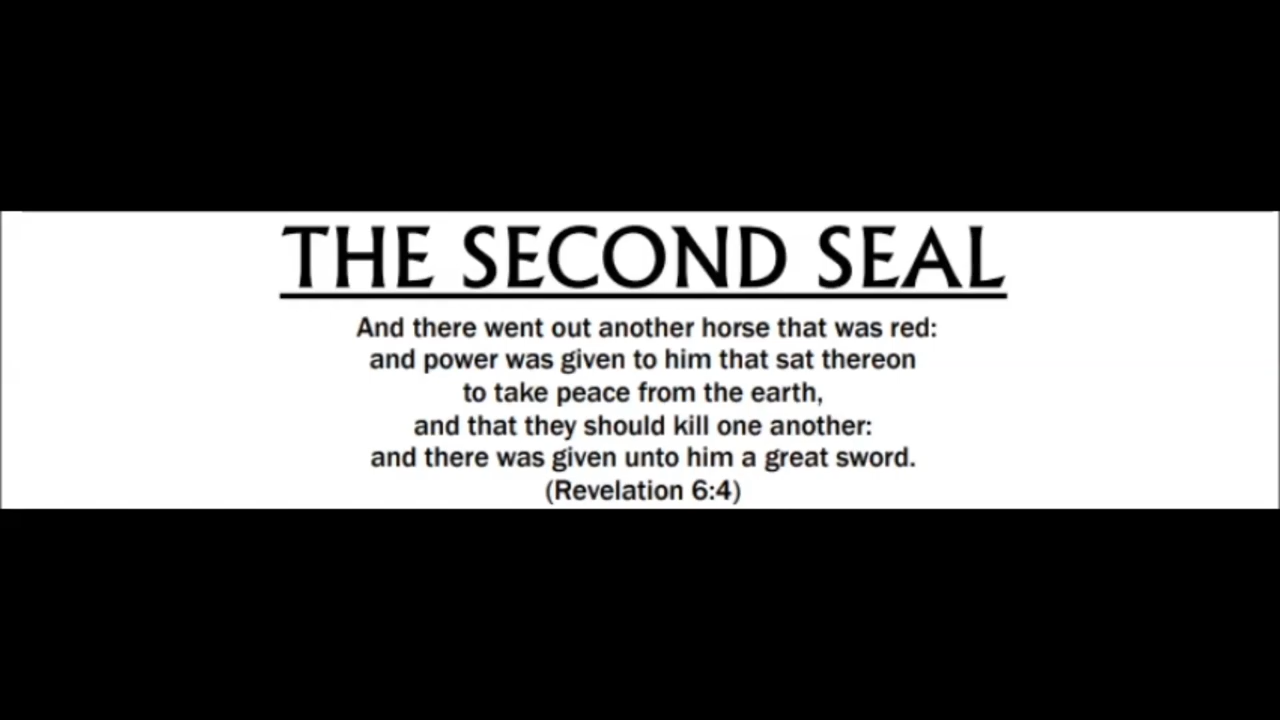 THE SECOND SEAL
And there went out another horse that was red:
and power was given to him that sat thereon
to take peace from the earth,
and that they should kill one another:
and there was given unto him a great sword.
(Revelation 6:4)